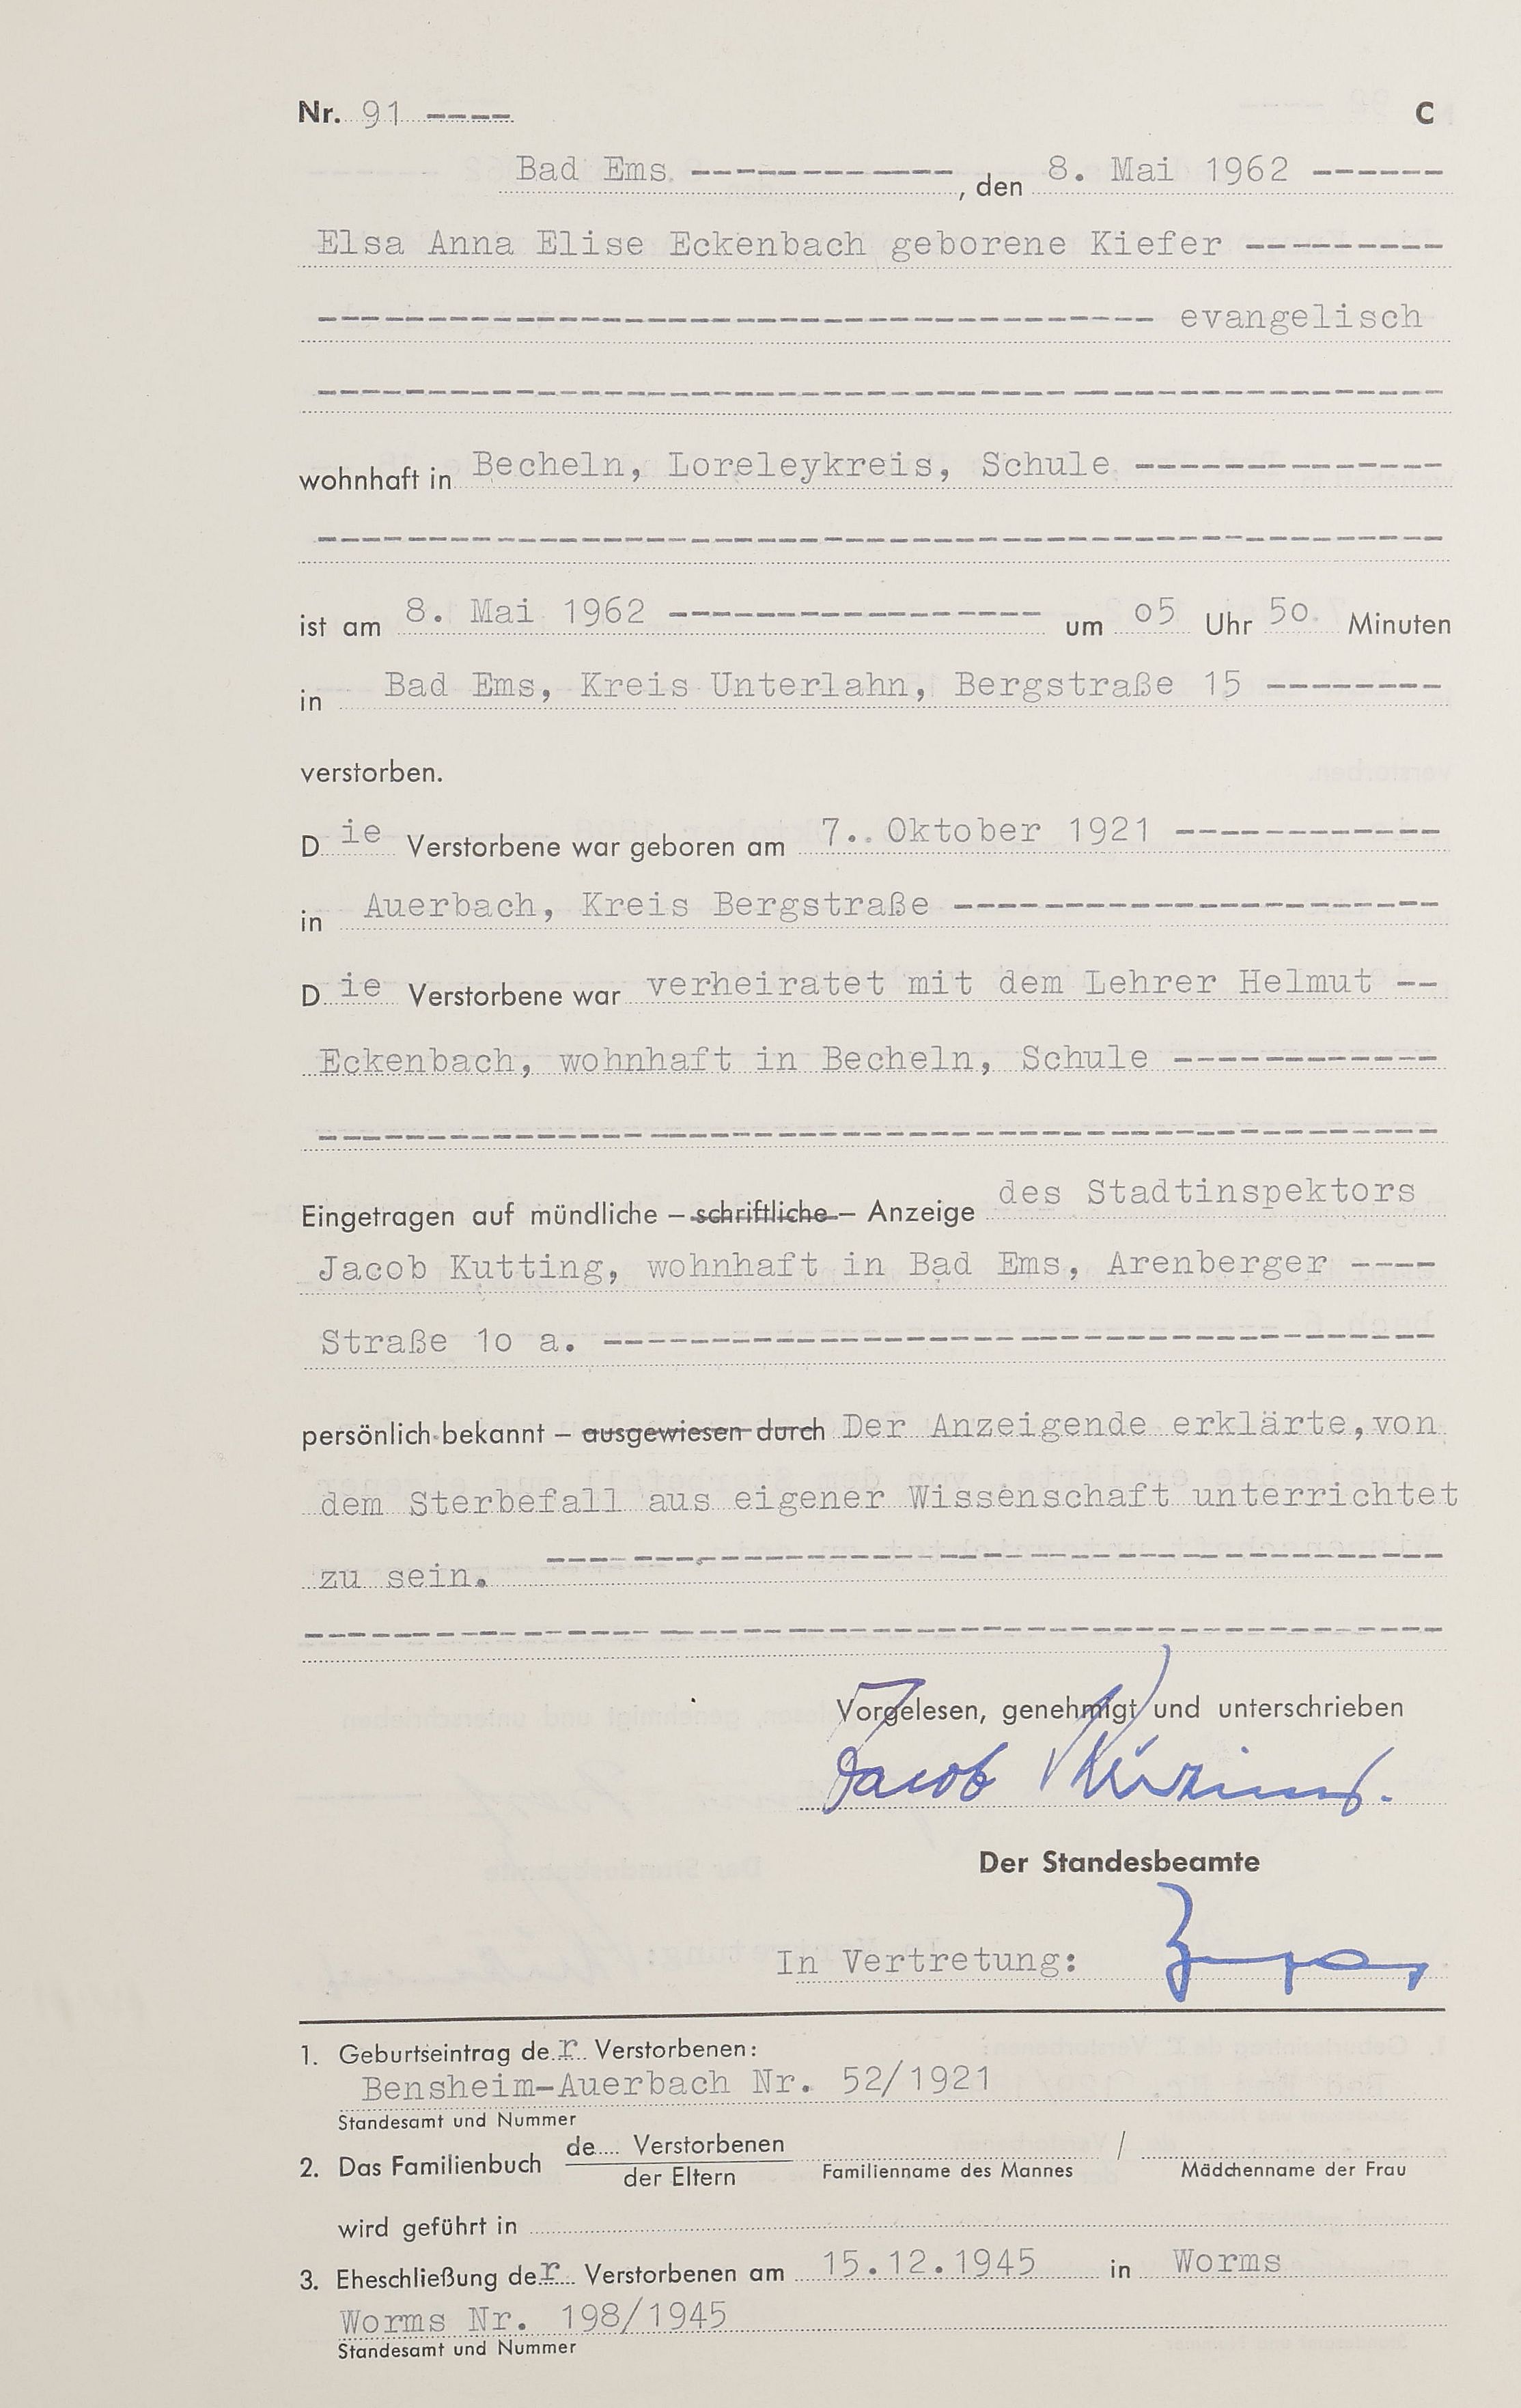 Nr. 91 ---- C
Bad Ems ------------, den 8. Mai 1962 ------
Elsa Anna Elise Eckenbach geborene Kiefer ---------
-------------------------------------- evangelisch
---------------------------------------------------
wohnhaft in Becheln, Loreleykreis, Schule --------------
---------------------------------------------------
ist am 8. Mai 1962 ----------------- um o5 Uhr 5o Minuten
in Bad Ems, Kreis Unterlahn, Bergstraße 15 --------
verstorben.
Die Verstorbene war geboren am 7. Oktober 1921 ------------
in Auerbach, Kreis Bergstraße ----------------------
Die Verstorbene war verheiratet mit dem Lehrer Helmut --
Eckenbach, wohnhaft in Becheln, Schule ------------
---------------------------------------------------
Eingetragen auf mündliche – schriftliche – Anzeige des Stadtinspektors
Jacob Kutting, wohnhaft in Bad Ems, Arenberger ----
Straße 1o a. --------------------------------------
persönlich bekannt – ausgewiesen durch Der Anzeigende erklärte, von
dem Sterbefall aus eigener Wissenschaft unterrichtet
zu sein. -----------------------------------------
----------------------------------------------------
Vorgelesen, genehmigt und unterschrieben
Jacob
Der Standesbeamte
In Vertretung:
1. Geburtseintrag der Verstorbenen:
Bensheim-Auerbach Nr. 52/1921
Standesamt und Nummer
2. Das Familienbuch de.... Verstorbenen /
der Eltern Familienname des Mannes Mädchenname der Frau
wird geführt in
3. Eheschließung der Verstorbenen am 15.12.1945 in Worms
Worms Nr. 198/1945
Standesamt und Nummer